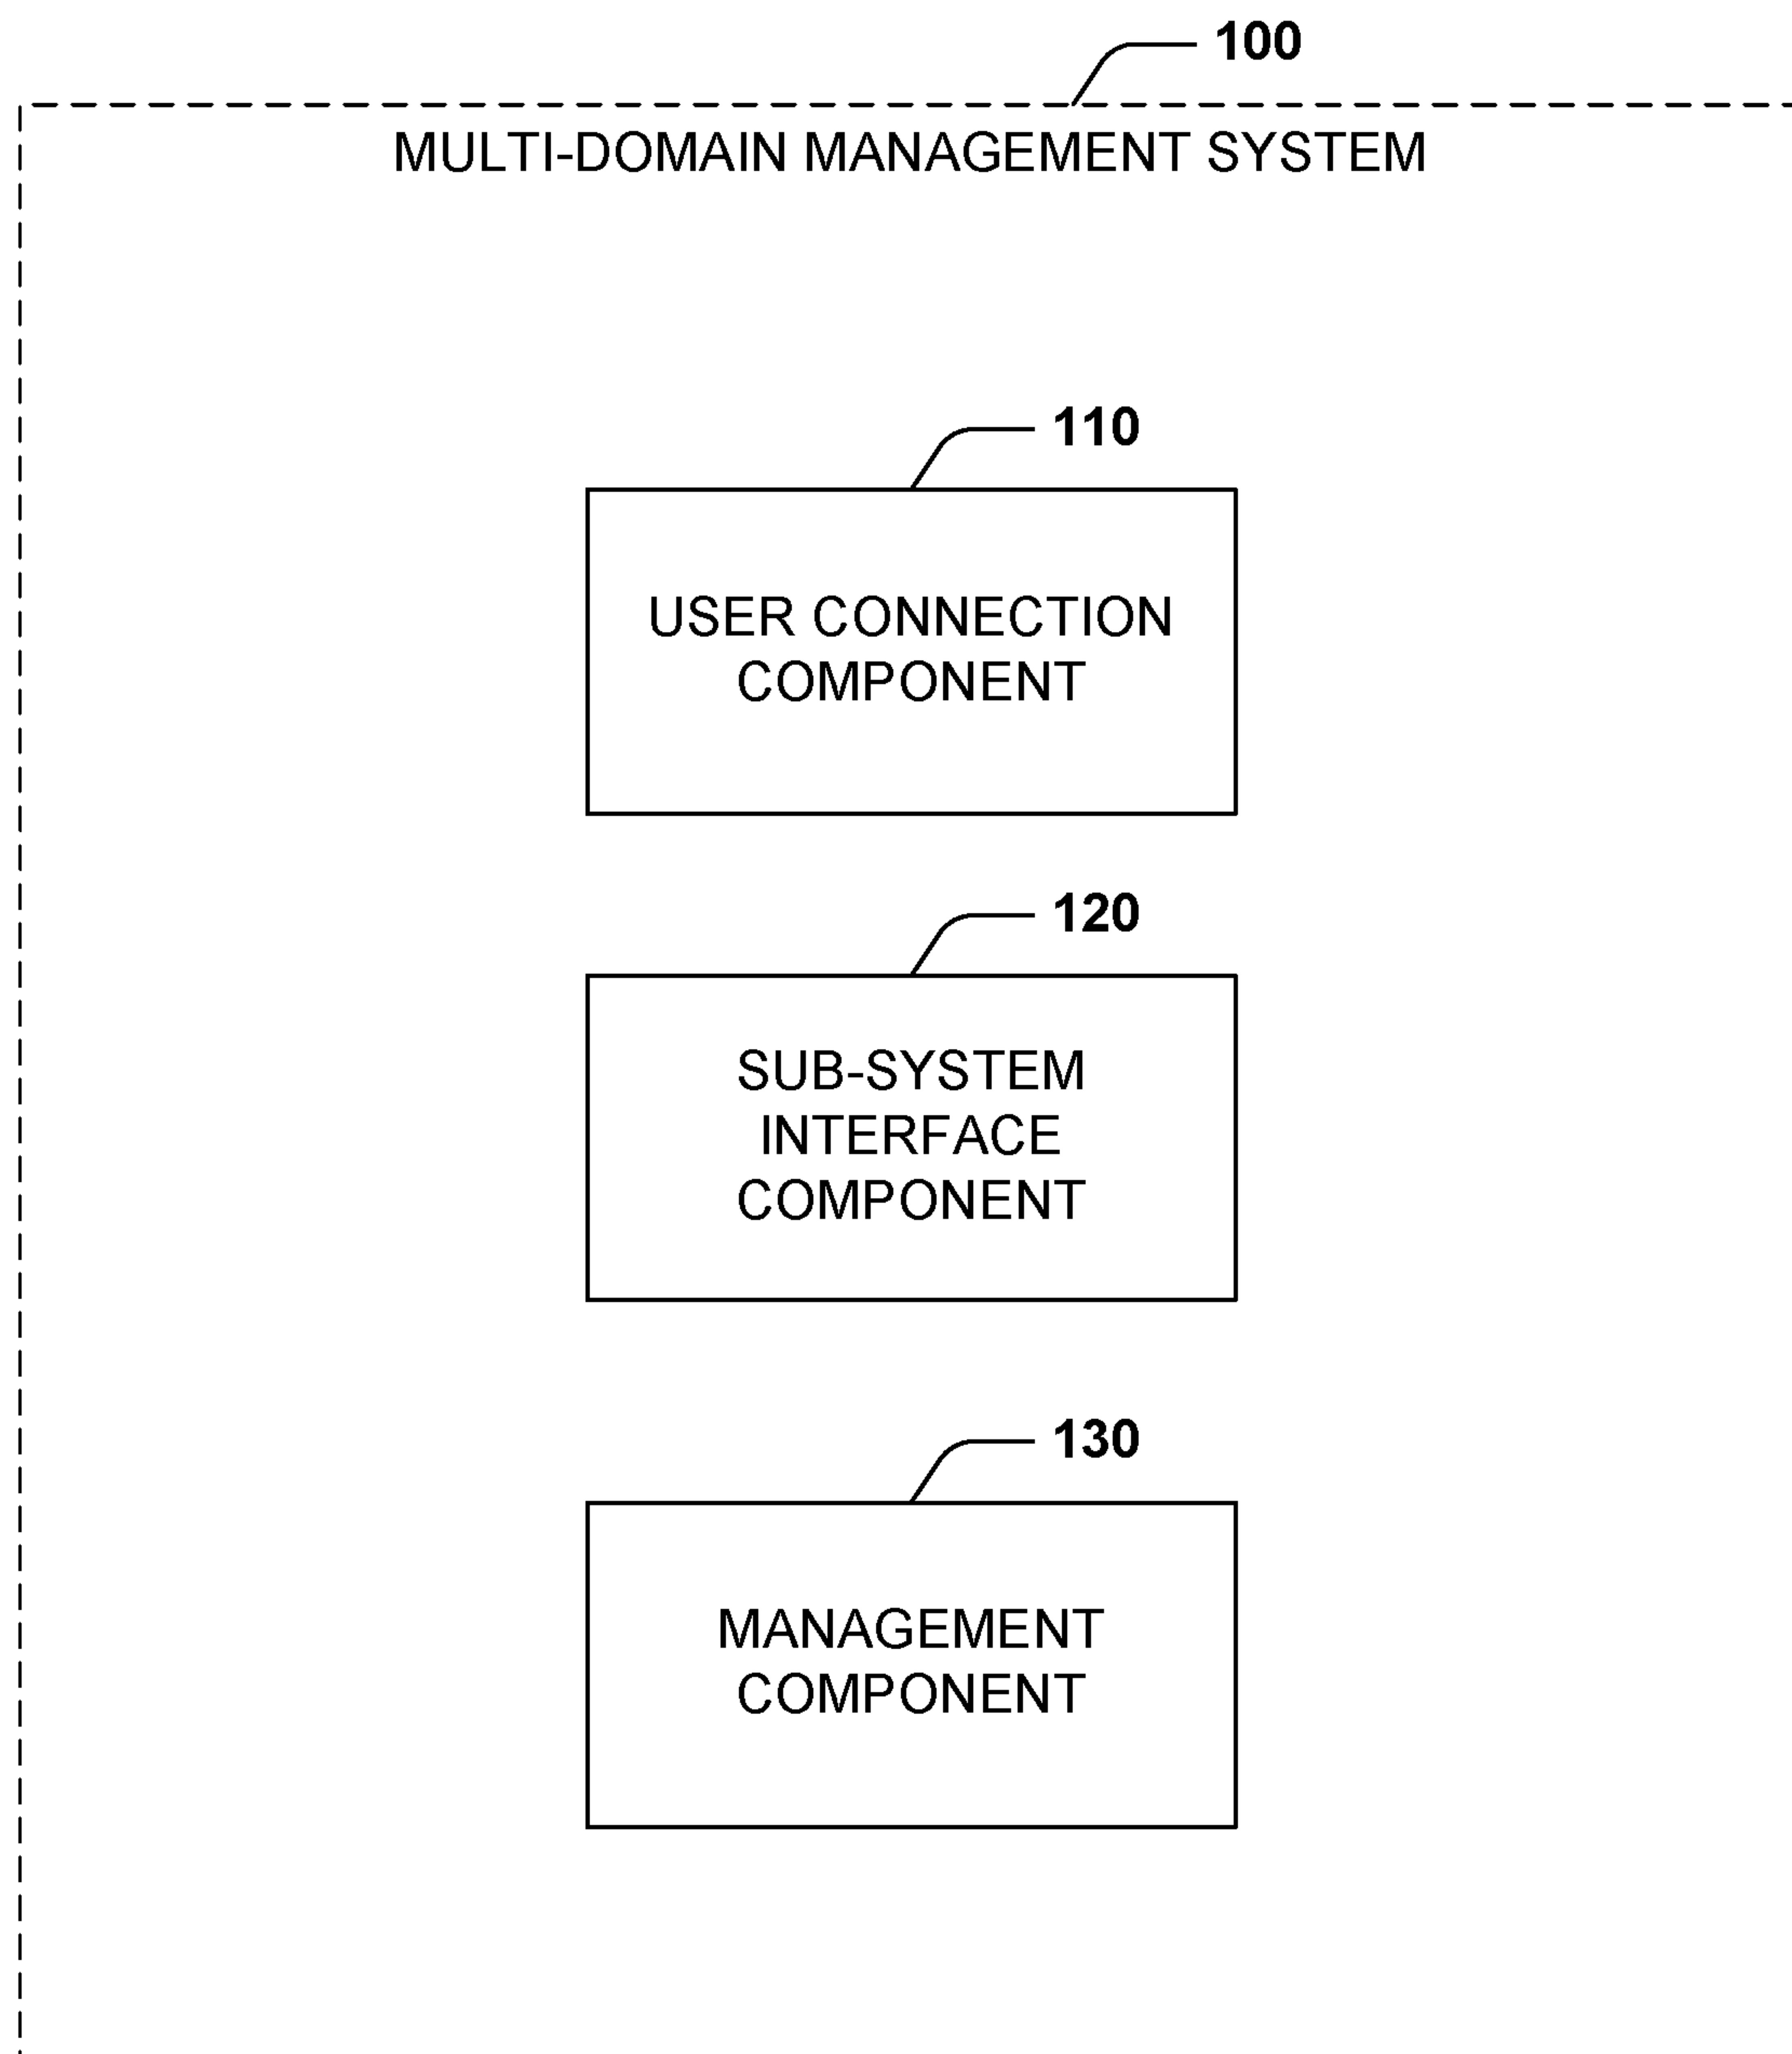 100
MULTI-DOMAIN MANAGEMENT SYSTEM
110
USER CONNECTION
COMPONENT
120
SUB-SYSTEM
INTERFACE
COMPONENT
130
MANAGEMENT
COMPONENT